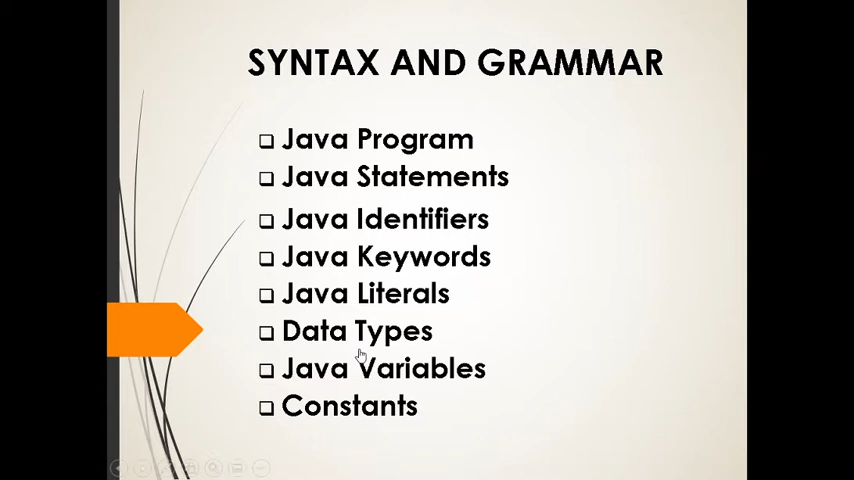 SYNTAX AND GRAMMAR
Java Program
Java Statements
Java Identifiers
Java Keywords
Java Literals
Data Types
Java Variables
Constants